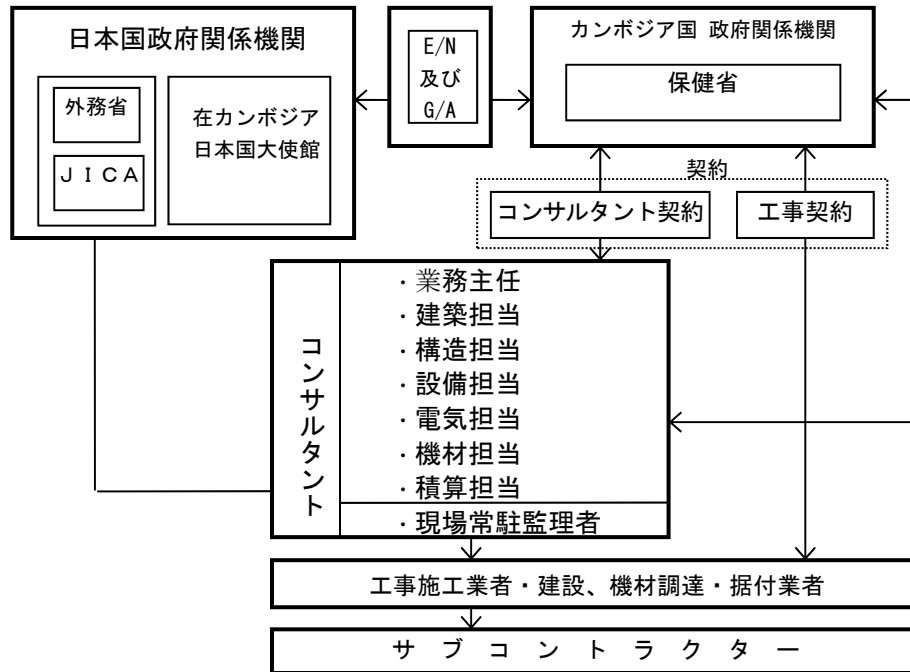 日本国政府関係機関
外務省
ＪＩＣＡ
在カンボジア
日本国大使館
E/N
及び
G/A
カンボジア国 政府関係機関
保健省
契約
コンサルタント契約
工事契約
コンサルタント
・業務主任
・建築担当
・構造担当
・設備担当
・電気担当
・機材担当
・積算担当
・現場常駐監理者
工事施工業者・建設、機材調達・据付業者
サブコントラクター